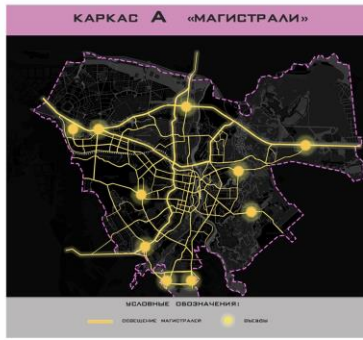 КАРКАС А «МАГИСТРАЛИ»
УСЛОВНЫЕ ОБОЗНАЧЕНИЯ:
ОСВЕЩЕНИЕ МАГИСТРАЛЕЙ
ВЪЕЗДЫ